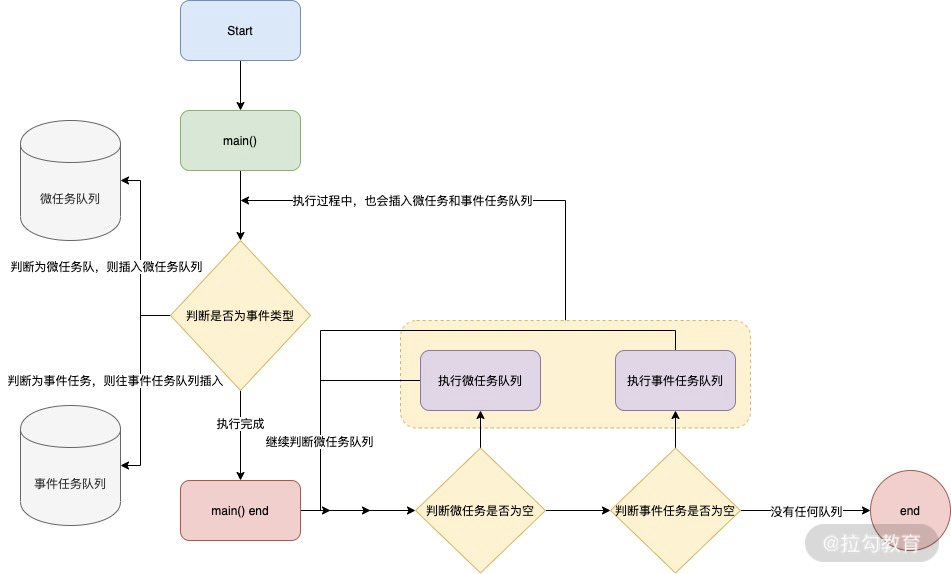 Start
main()
执行过程中，也会插入微任务和事件任务队列
微任务队列
判断为微任务队，则插入微任务队列
判断是否为事件类型
判断为事件任务，则往事件任务队列插入
执行微任务队列
执行事件任务队列
执行完成
继续判断微任务队列
事件任务队列
main() end
判断微任务是否为空
判断事件任务是否为空
没有任何队列
end
@拉勾教育